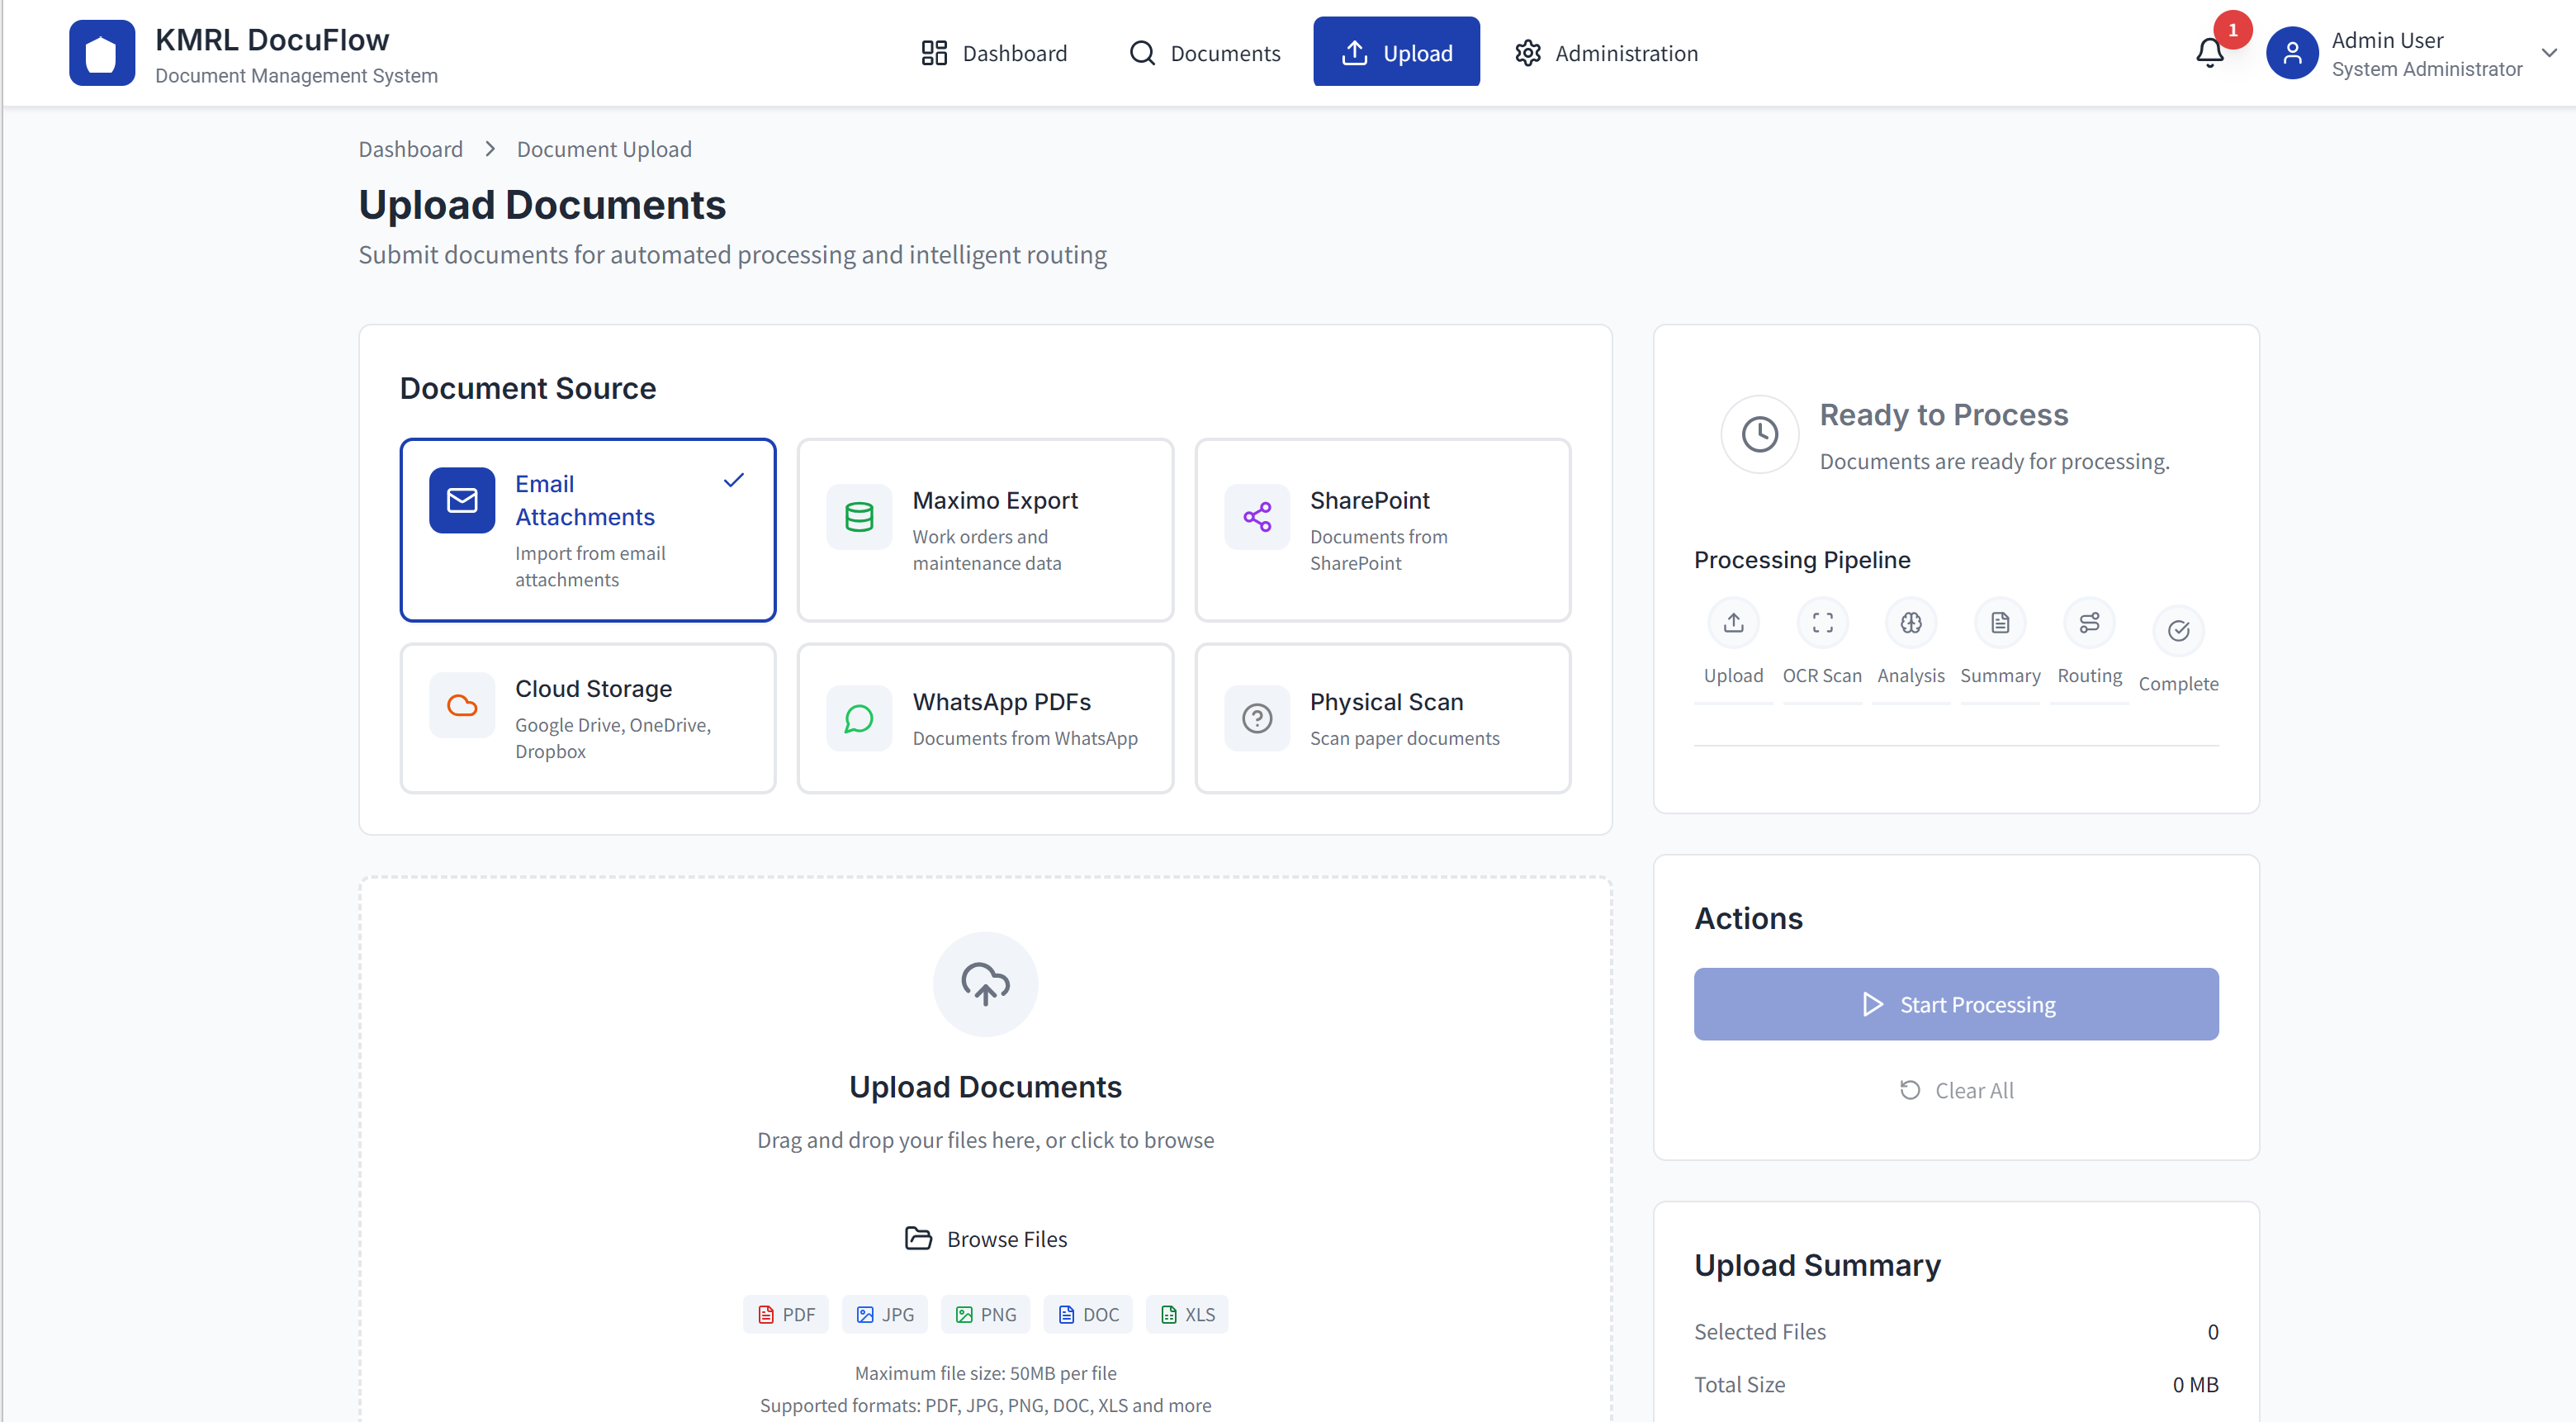 KMRL DocuFlow
Document Management System
Dashboard
Documents
Upload
Administration
1
Admin User
System Administrator
Dashboard > Document Upload
Upload Documents
Submit documents for automated processing and intelligent routing
Document Source
Email
Attachments
Import from email
attachments
Maximo Export
Work orders and
maintenance data
SharePoint
Documents from
SharePoint
Cloud Storage
Google Drive, OneDrive,
Dropbox
WhatsApp PDFs
Documents from WhatsApp
Physical Scan
Scan paper documents
Upload Documents
Drag and drop your files here, or click to browse
Browse Files
PDF
JPG
PNG
DOC
XLS
Maximum file size: 50MB per file
Supported formats: PDF, JPG, PNG, DOC, XLS and more
Ready to Process
Documents are ready for processing.
Processing Pipeline
Upload
OCR Scan
Analysis
Summary
Routing
Complete
Actions
Start Processing
Clear All
Upload Summary
Selected Files 0
Total Size 0 MB